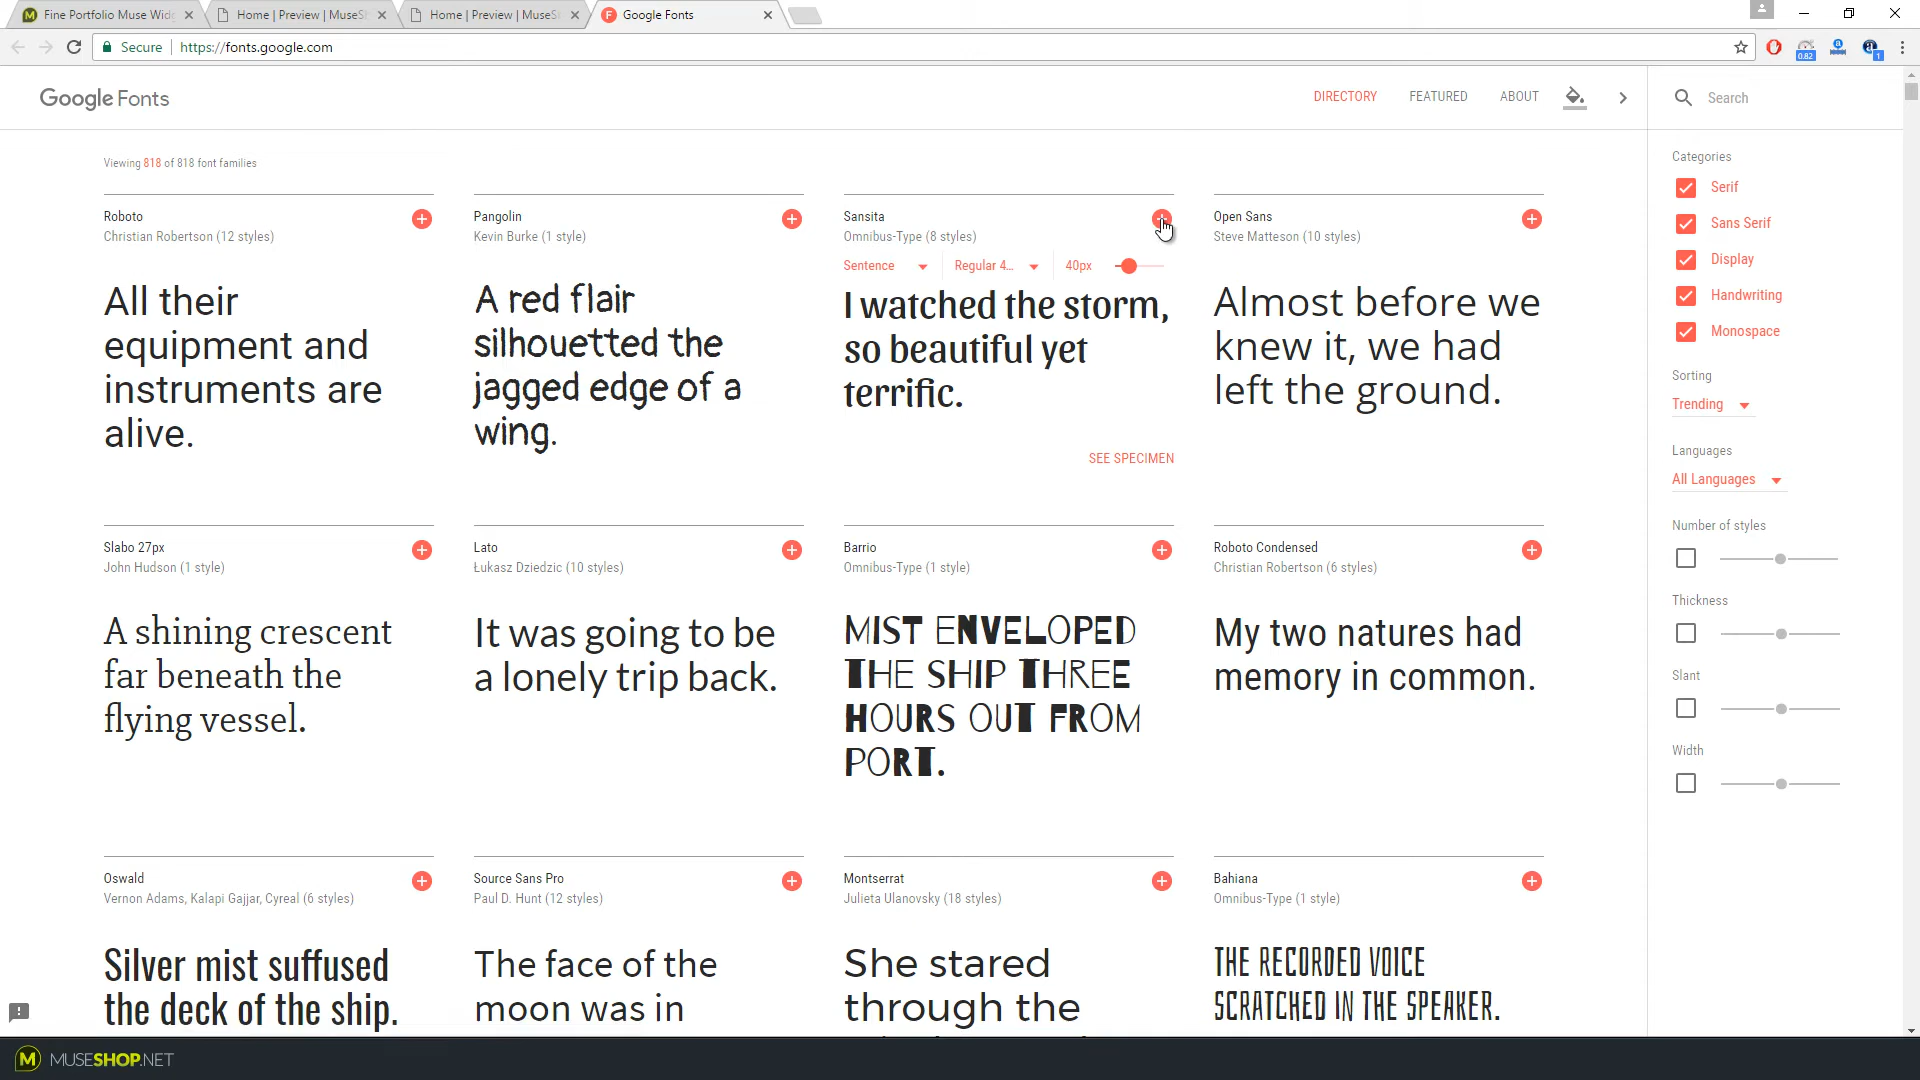 Fine Portfolio Muse Widg
Home | Preview | MuseSh
Home | Preview | MuseS
Google Fonts
Secure
https://fonts.google.com
0.82
1
Google Fonts
DIRECTORY
FEATURED
ABOUT
Search
Viewing 818 of 818 font families
Roboto
Christian Robertson (12 styles)
All their
equipment and
instruments are
alive.
Pangolin
Kevin Burke (1 style)
A red flair
silhouetted the
jagged edge of a
wing.
Sansita
Omnibus-Type (8 styles)
Sentence
Regular 4...
40px
I watched the storm,
so beautiful yet
terrific.
SEE SPECIMEN
Open Sans
Steve Matteson (10 styles)
Almost before we
knew it, we had
left the ground.
Slabo 27px
John Hudson (1 style)
A shining crescent
far beneath the
flying vessel.
Lato
Łukasz Dziedzic (10 styles)
It was going to be
a lonely trip back.
Barrio
Omnibus-Type (1 style)
MIST ENVELOPED
THE SHIP THREE
HOURS OUT FROM
PORT.
Roboto Condensed
Christian Robertson (6 styles)
My two natures had
memory in common.
Oswald
Vernon Adams, Kalapi Gajjar, Cyreal (6 styles)
Silver mist suffused
the deck of the ship.
Source Sans Pro
Paul D. Hunt (12 styles)
The face of the
moon was in
Montserrat
Julieta Ulanovsky (18 styles)
She stared
through the
Bahiana
Omnibus-Type (1 style)
THE RECORDED VOICE
SCRATCHED IN THE SPEAKER.
Categories
Serif
Sans Serif
Display
Handwriting
Monospace
Sorting
Trending
Languages
All Languages
Number of styles
Thickness
Slant
Width
MUSESHOP.NET